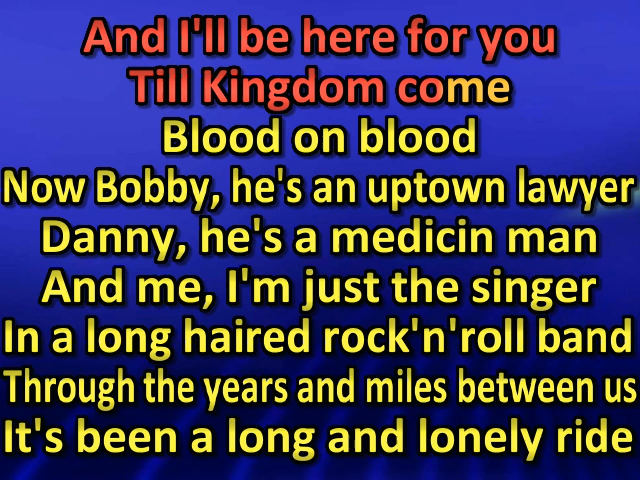 And I'll be here for you
Till Kingdom come
Blood on blood
Now Bobby, he's an uptown lawyer
Danny, he's a medicin man
And me, I'm just the singer
In a long haired rock'n'roll band
Through the years and miles between us
It's been a long and lonely ride